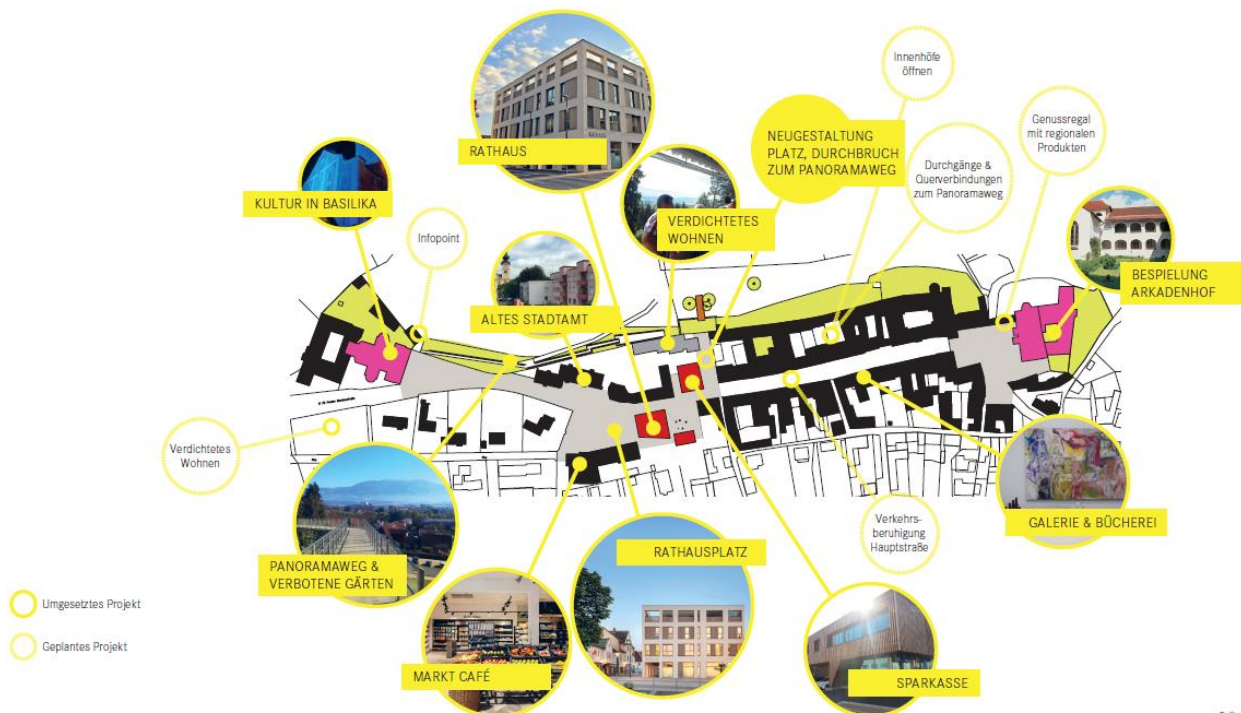 RATHAUS
Innenhöfe
öffnen
NEUGESTALTUNG
PLATZ, DURCHBRUCH
ZUM PANORAMAWEG
Genussregal
mit regionalen
Produkten
Durchgänge &
Querverbindungen
zum Panoramaweg
KULTUR IN BASILIKA
Infopoint
VERDICHTETES
WOHNEN
BESPIELUNG
ARKADENHOF
ALTES STADTAMT
Verdichtetes
Wohnen
PANORAMAWEG &
VERBOTENE GÄRTEN
RATHAUSPLATZ
Verkehrs-
beruhigung
Hauptstraße
GALERIE & BÜCHEREI
Umgesetztes Projekt
Geplantes Projekt
MARKT CAFÉ
SPARKASSE